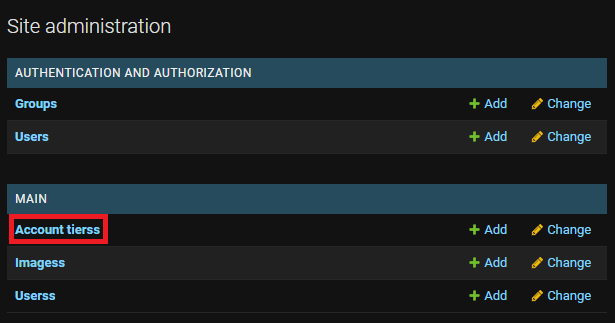 Site administration
AUTHENTICATION AND AUTHORIZATION
Groups Add Change
Users Add Change
MAIN
Account tierss Add Change
Imagess Add Change
Userss Add Change